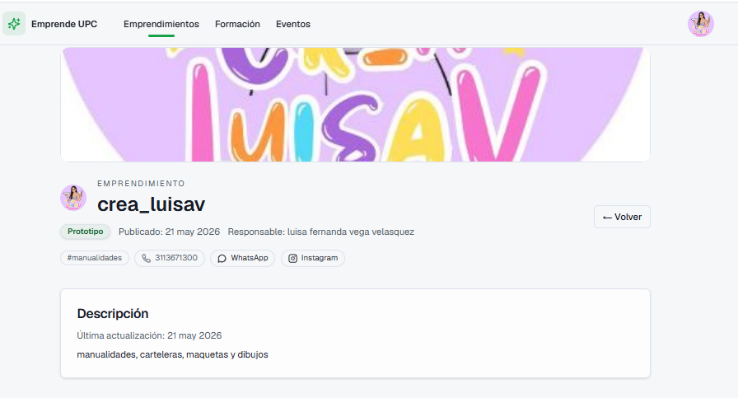 Emprende UPC Emprendimientos Formación Eventos
LUISAV
EMPRENDIMIENTO
crea_luisav
← Volver
Prototipo Publicado: 21 may 2026 Responsable: luisa fernanda vega velasquez
#manualidades 3113671300 WhatsApp Instagram
Descripción
Última actualización: 21 may 2026
manualidades, carteleras, maquetas y dibujos